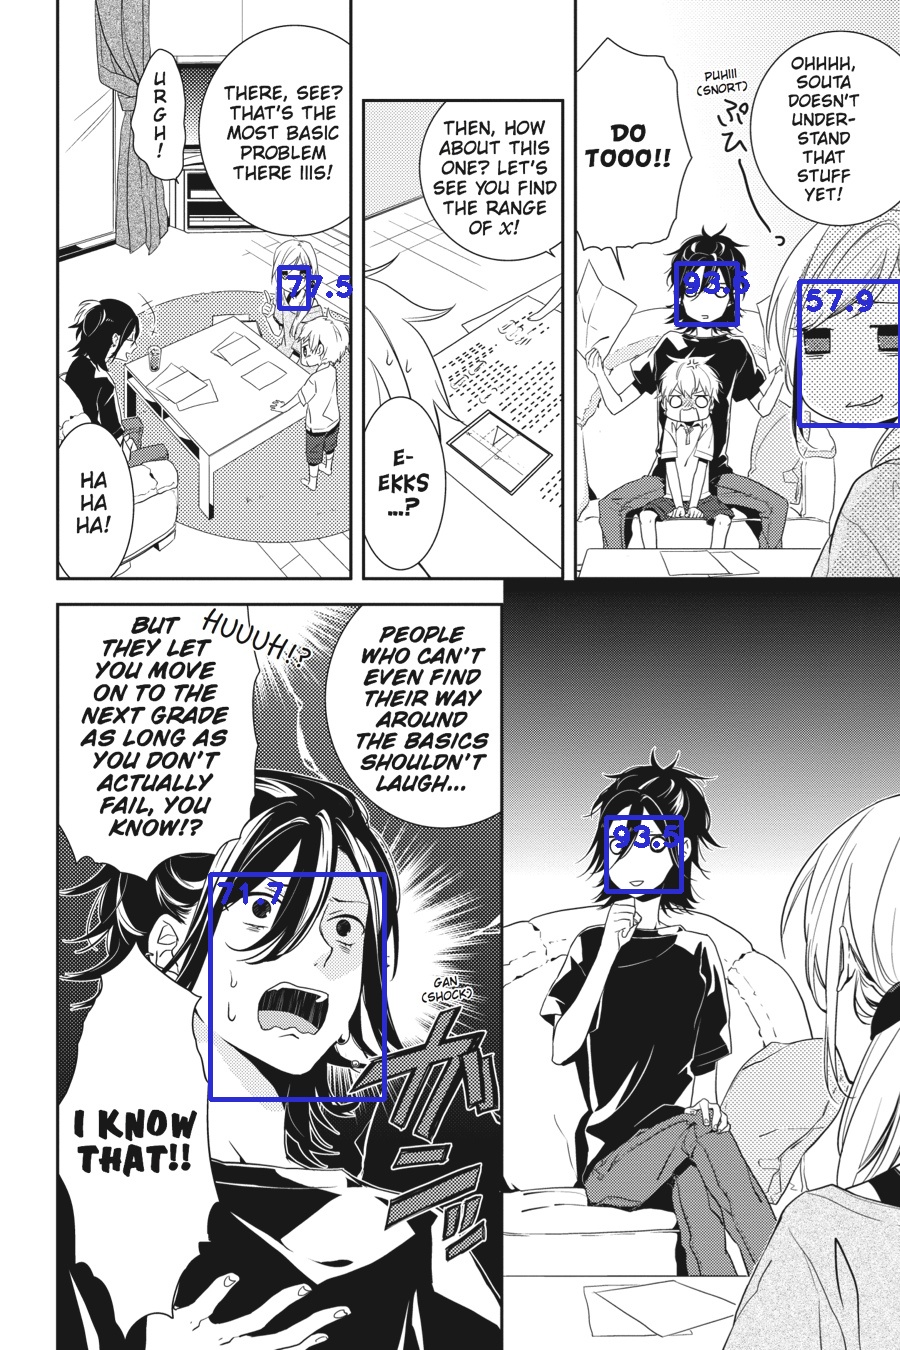 OHHHH,
SOUTA
DOESN'T
UNDER-
STAND
THAT
STUFF
YET!
PUHIII
(SNORT)
ぷ
ひ
DO
TOOO!!
93.5
57.9
THEN, HOW
ABOUT THIS
ONE? LET'S
SEE YOU FIND
THE RANGE
OF x!
E-
EKKS
...?
THERE, SEE?
THAT'S THE
MOST BASIC
PROBLEM
THERE IIIS!
URGH!
77.5
HA
HA
HA!
PEOPLE
WHO CAN'T
EVEN FIND
THEIR WAY
AROUND
THE BASICS
SHOULDN'T
LAUGH...
93.5
HUUUH!?
BUT
THEY LET
YOU MOVE
ON TO THE
NEXT GRADE
AS LONG AS
YOU DON'T
ACTUALLY
FAIL, YOU
KNOW!?
71.7
GAN
(SHOCK)
ガガーン
I KNOW
THAT!!